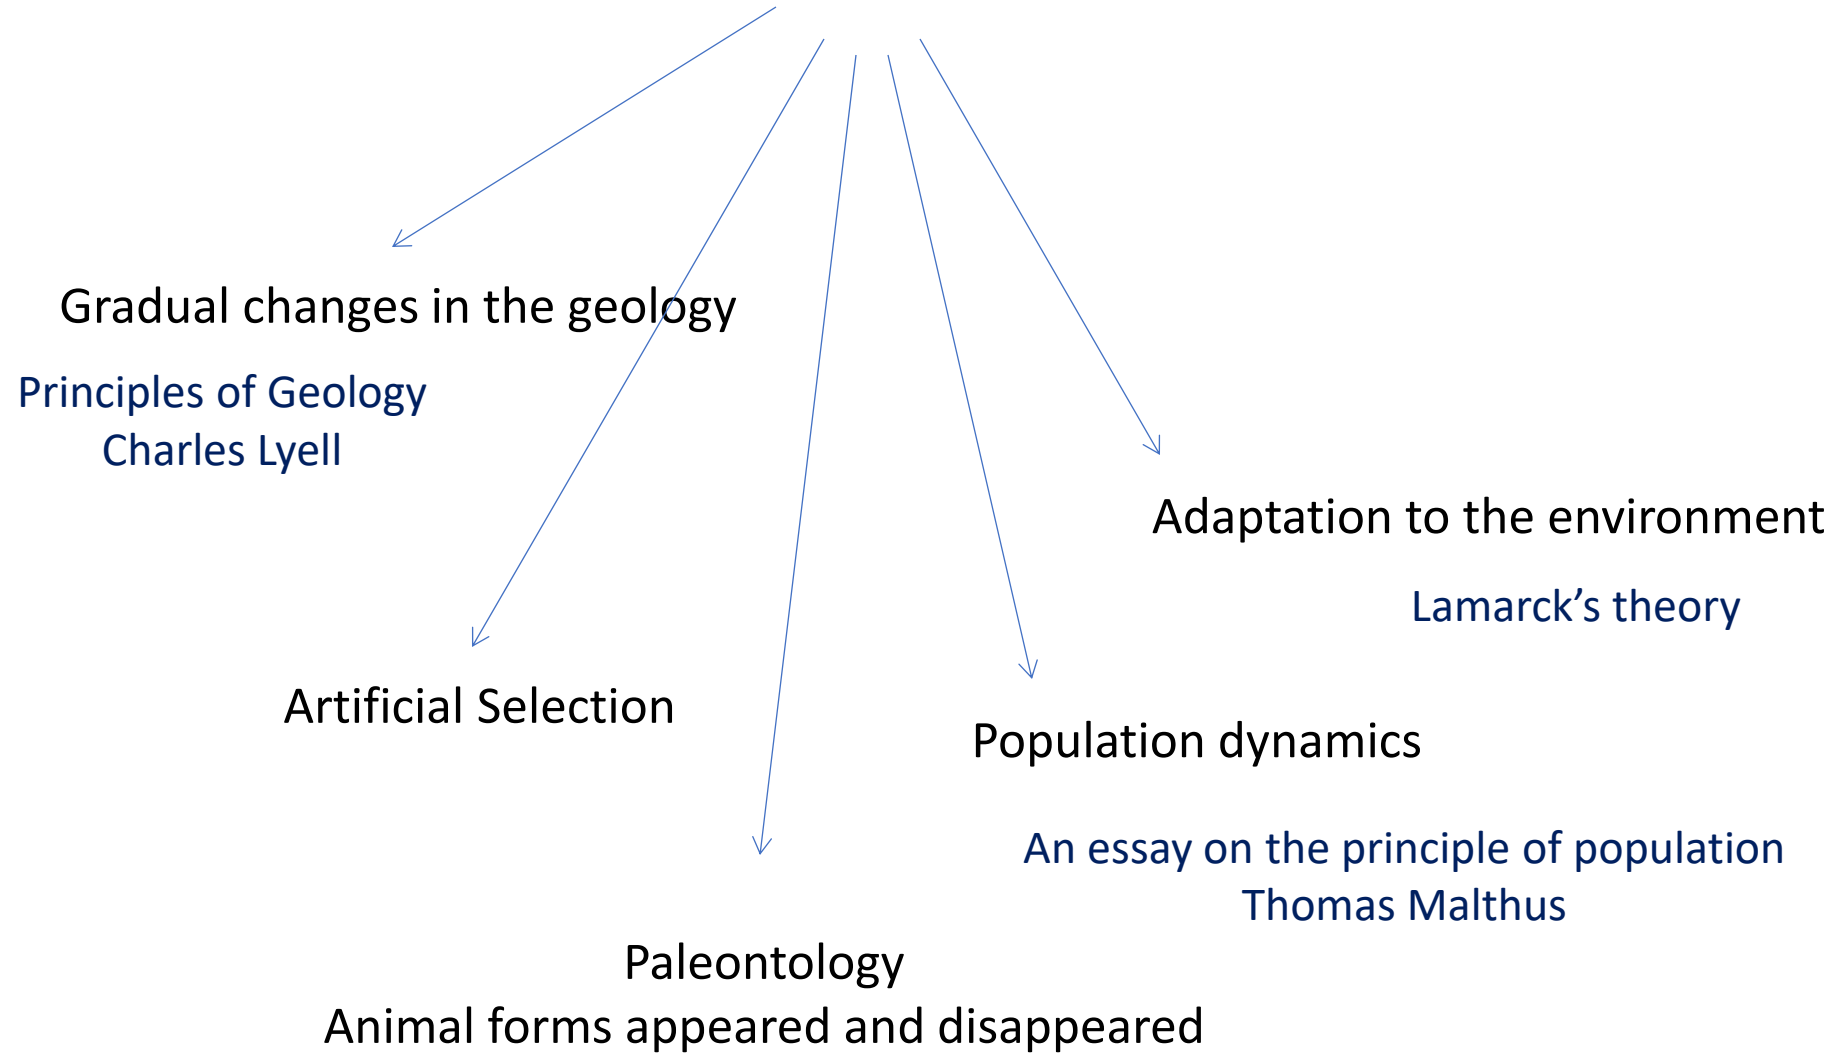 Gradual changes in the geology
Principles of Geology
Charles Lyell
Adaptation to the environment
Lamarck’s theory
Artificial Selection
Population dynamics
An essay on the principle of population
Thomas Malthus
Paleontology
Animal forms appeared and disappeared